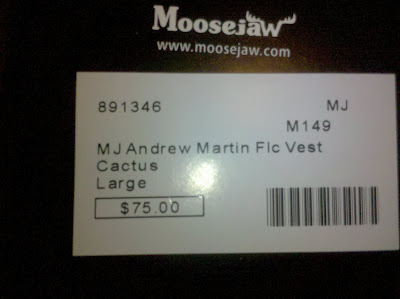 Moosejaw
www.moosejaw.com
891346 MJ
M149
MJ Andrew Martin Flc Vest
Cactus
Large
$75.00